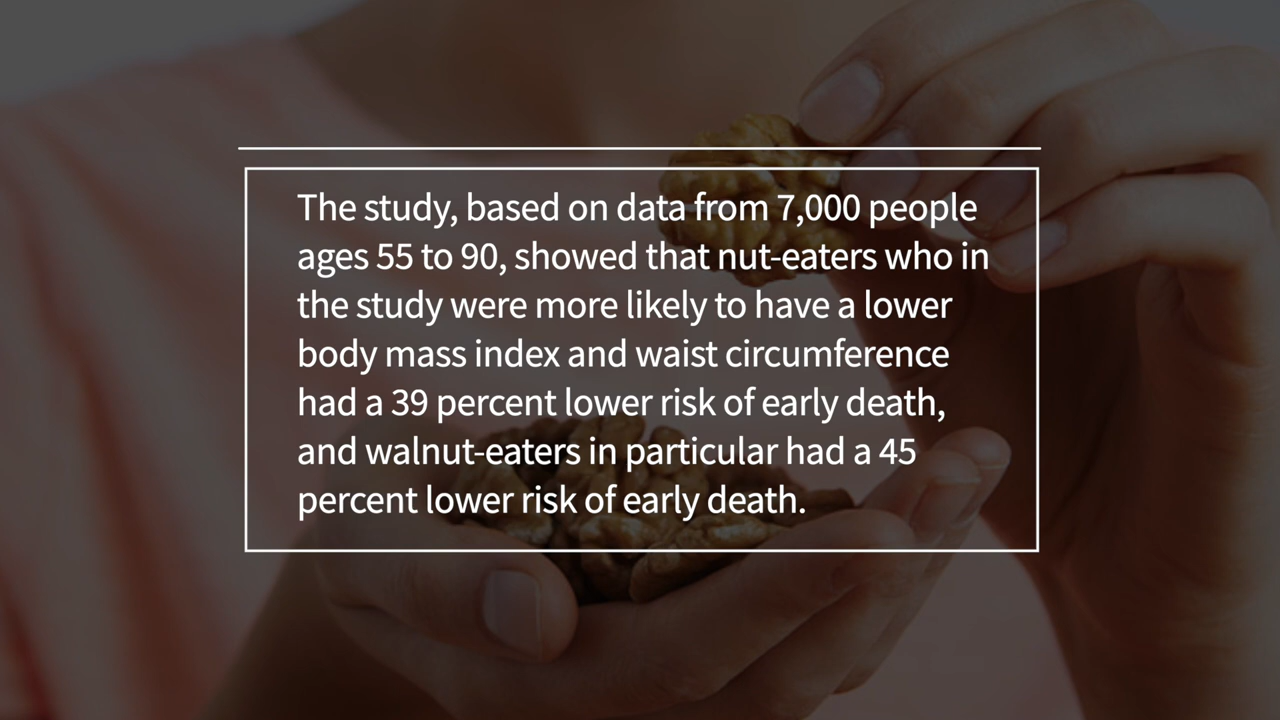 The study, based on data from 7,000 people
ages 55 to 90, showed that nut-eaters who in
the study were more likely to have a lower
body mass index and waist circumference
had a 39 percent lower risk of early death,
and walnut-eaters in particular had a 45
percent lower risk of early death.